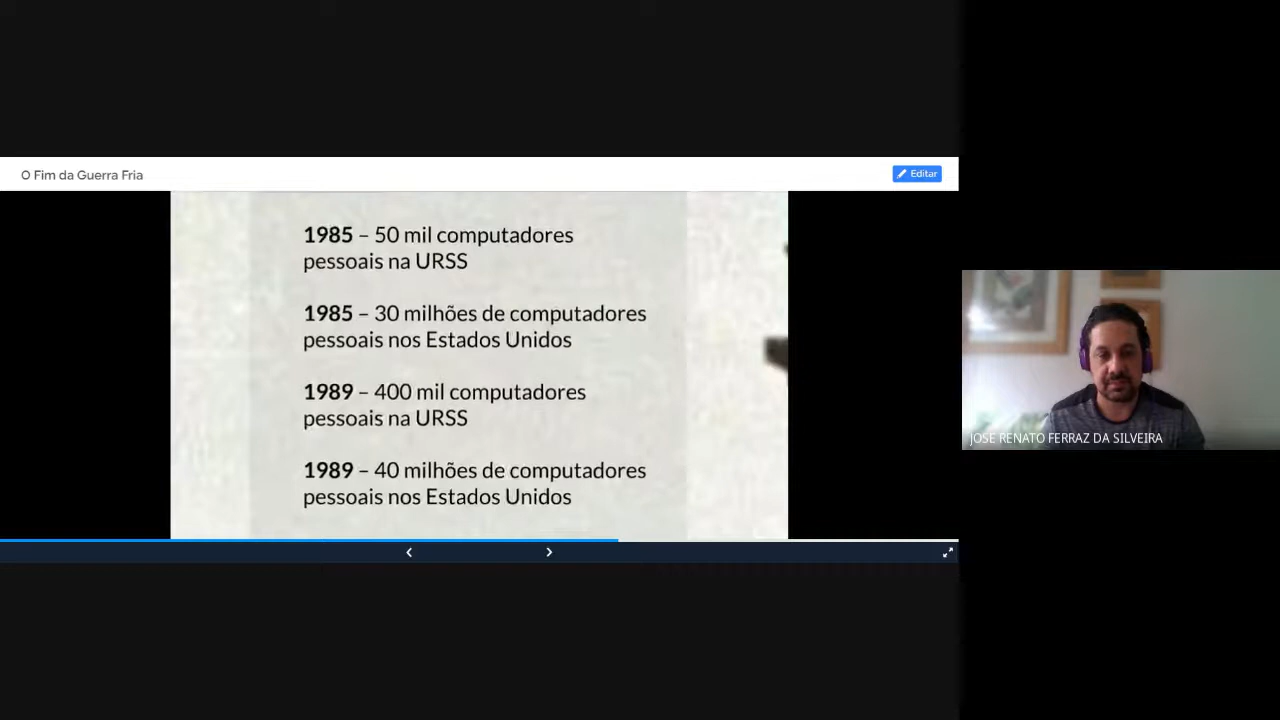 O Fim da Guerra Fria
Editar
1985 – 50 mil computadores
pessoais na URSS
1985 – 30 milhões de computadores
pessoais nos Estados Unidos
1989 – 400 mil computadores
pessoais na URSS
1989 – 40 milhões de computadores
pessoais nos Estados Unidos
JOSE RENATO FERRAZ DA SILVEIRA